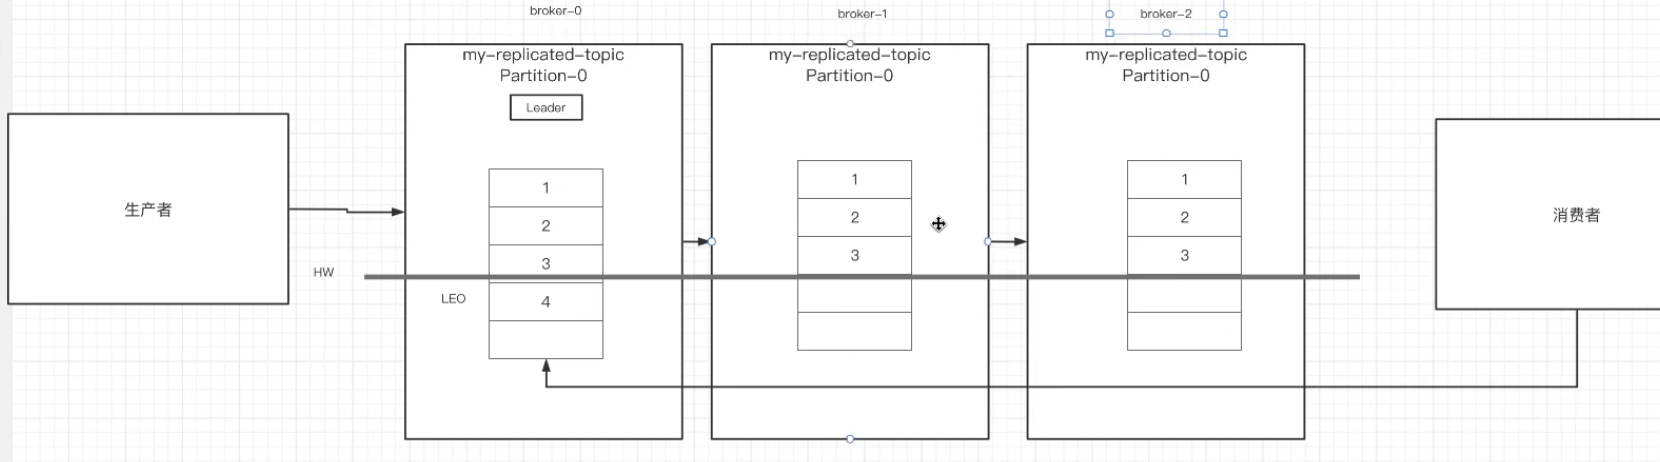 broker-0
broker-1
broker-2
my-replicated-topic
Partition-0
my-replicated-topic
Partition-0
my-replicated-topic
Partition-0
Leader
生产者
1
2
3
4
HW
LEO
1
2
3
1
2
3
消费者